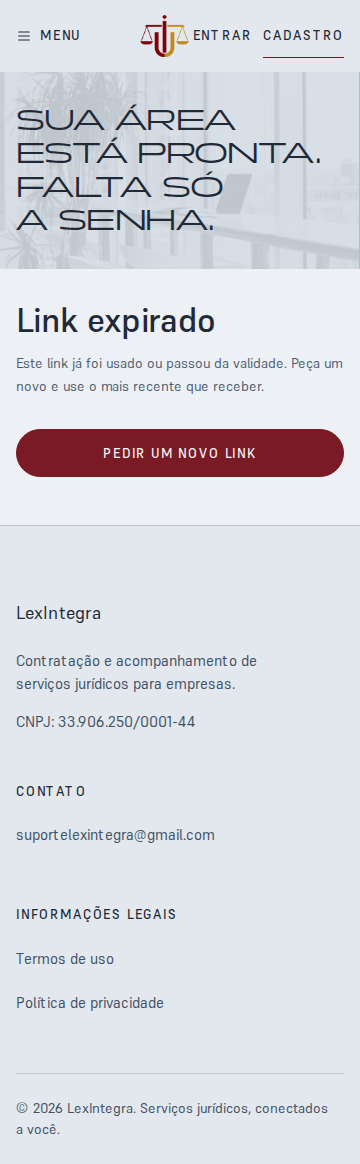 MENU
ENTRAR
CADASTRO
SUA ÁREA
ESTÁ PRONTA.
FALTA SÓ
A SENHA.
Link expirado
Este link já foi usado ou passou da validade. Peça um
novo e use o mais recente que receber.
PEDIR UM NOVO LINK
LexIntegra
Contratação e acompanhamento de
serviços jurídicos para empresas.
CNPJ: 33.906.250/0001-44
CONTATO
suportelexintegra@gmail.com
INFORMAÇÕES LEGAIS
Termos de uso
Política de privacidade
© 2026 LexIntegra. Serviços jurídicos, conectados
a você.